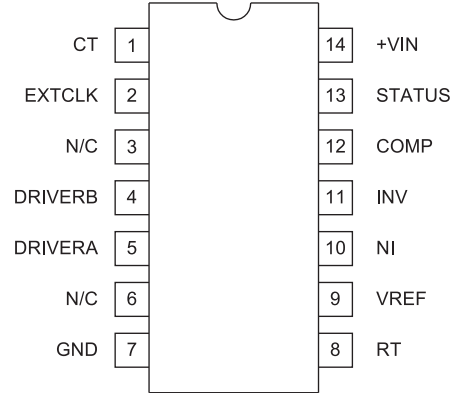 CT 1 14 +VIN
EXTCLK 2 13 STATUS
N/C 3 12 COMP
DRIVERB 4 11 INV
DRIVERA 5 10 NI
N/C 6 9 VREF
GND 7 8 RT